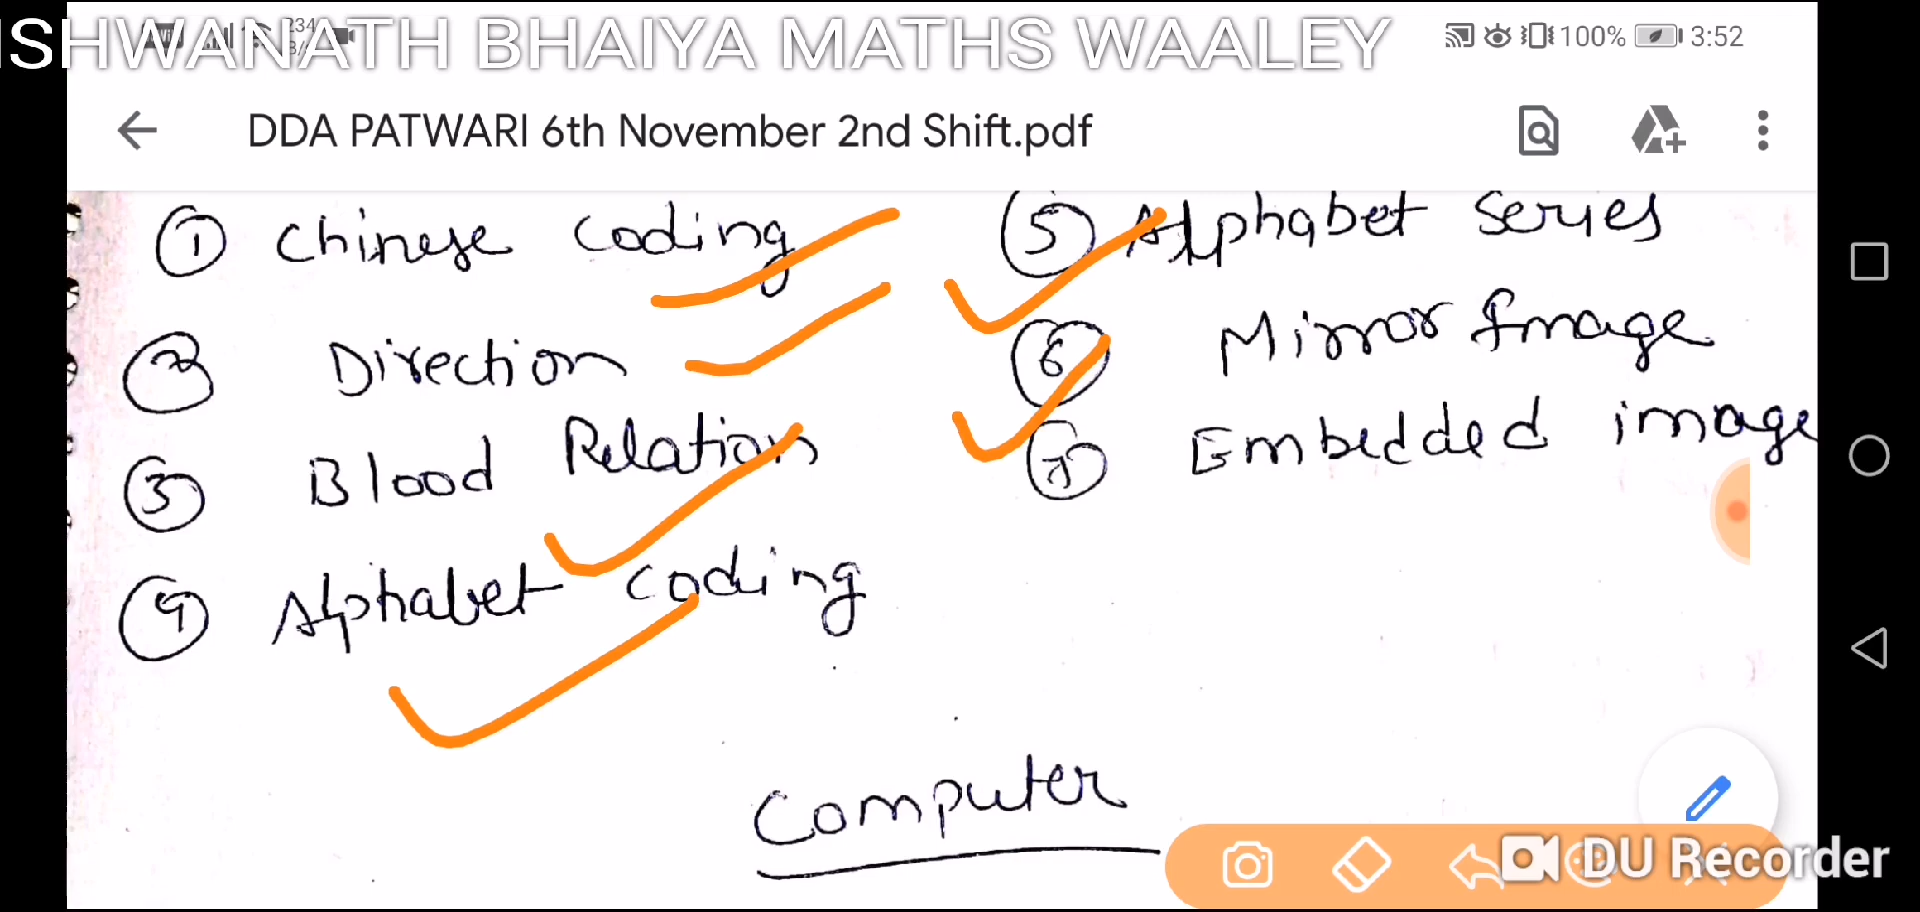 ISHWANATH BHAIYA MATHS WAALEY
100% 3:52
DDA PATWARI 6th November 2nd Shift.pdf
1 Chinese Coding
2 Direction
3 Blood Relation
4 Alphabet Coding
5 Alphabet Series
6 Mirror Image
7 Embedded image
Computer
DU Recorder